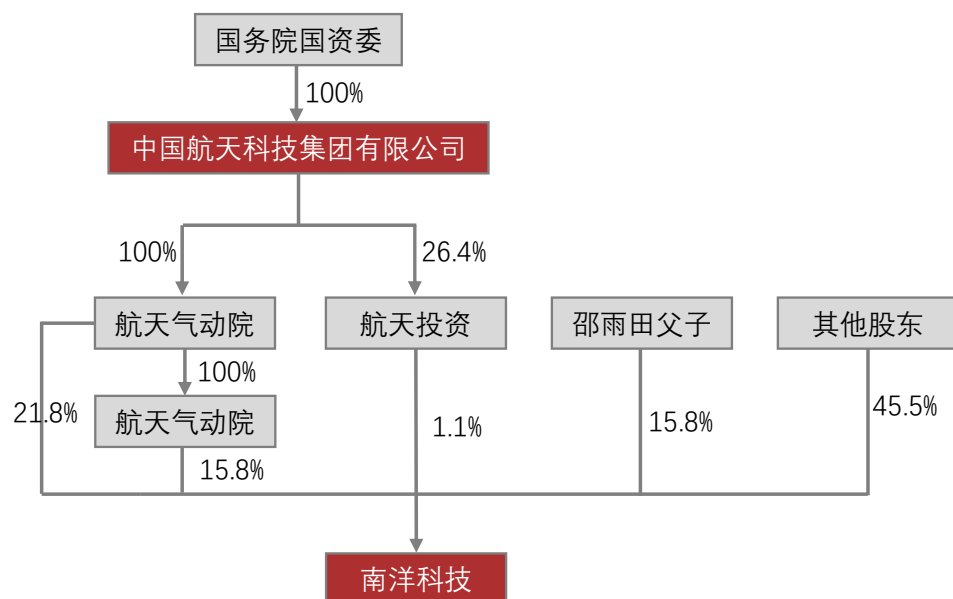 国务院国资委
100%
中国航天科技集团有限公司
100%
26.4%
航天气动院
航天投资
邵雨田父子
其他股东
100%
21.8%
航天气动院
1.1%
15.8%
45.5%
15.8%
南洋科技